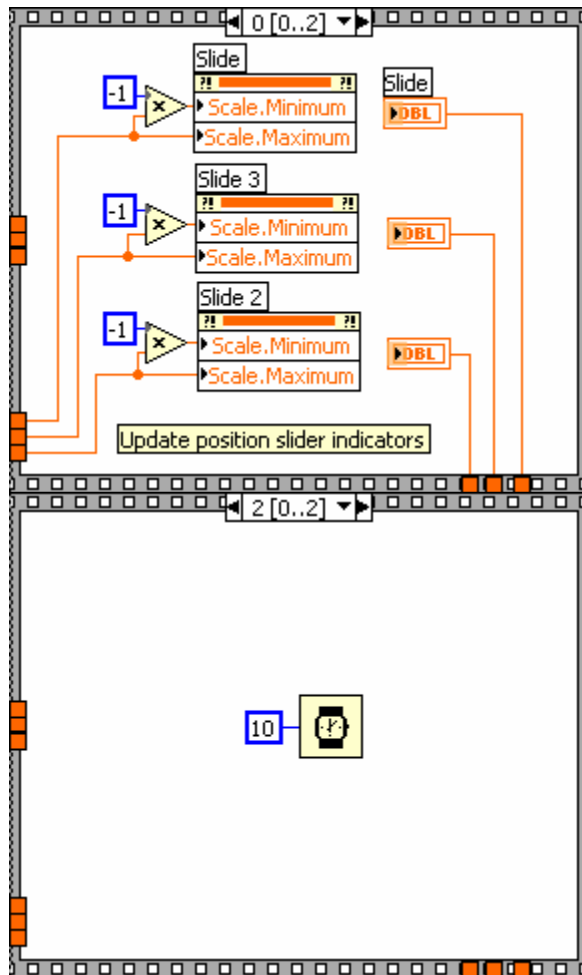 0 [0..2]
Slide
-1
?! ?!
Scale.Minimum
Scale.Maximum
Slide
DBL
Slide 3
-1
?! ?!
Scale.Minimum
Scale.Maximum
DBL
Slide 2
-1
?! ?!
Scale.Minimum
Scale.Maximum
DBL
Update position slider indicators
2 [0..2]
10